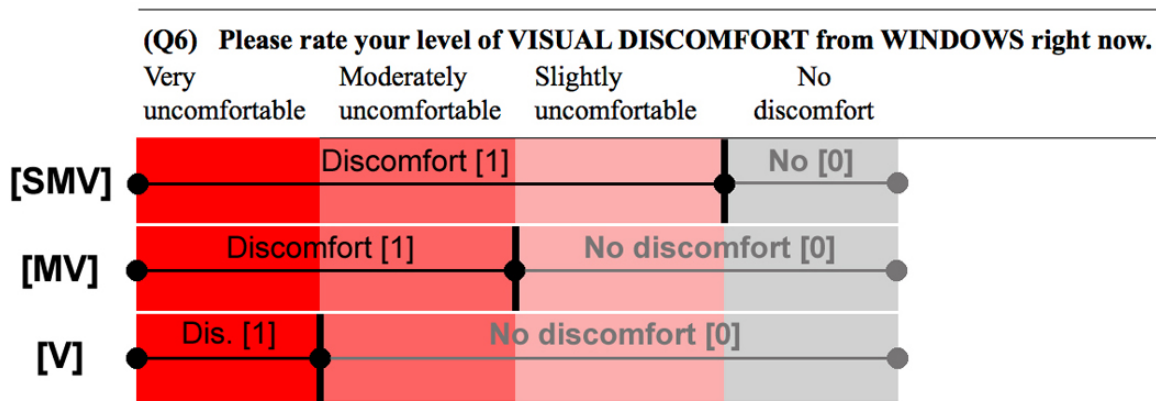 (Q6) Please rate your level of VISUAL DISCOMFORT from WINDOWS right now.
Very uncomfortable
Moderately uncomfortable
Slightly uncomfortable
No discomfort
[SMV] Discomfort [1] No [0]
[MV] Discomfort [1] No discomfort [0]
[V] Dis. [1] No discomfort [0]